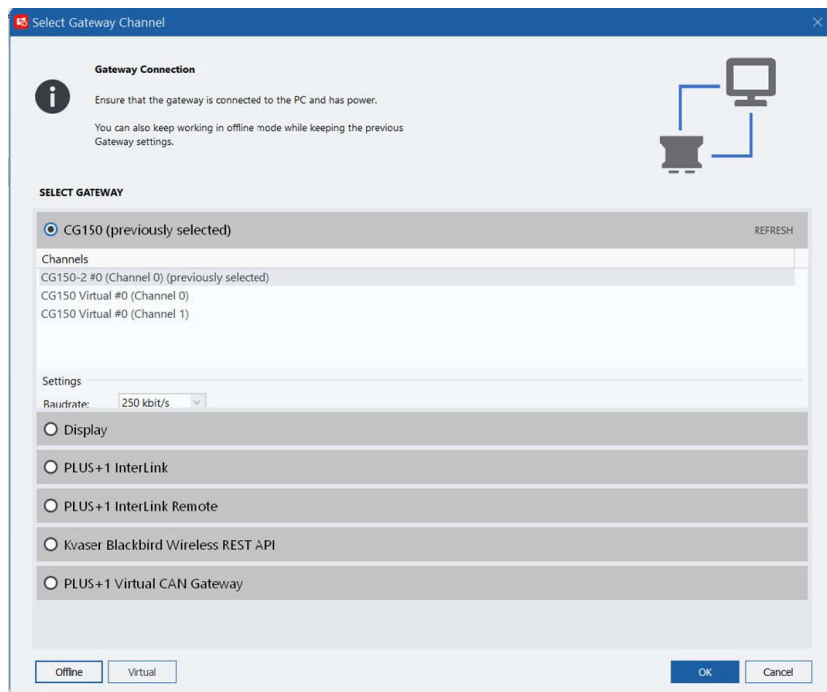 Select Gateway Channel
Gateway Connection
Ensure that the gateway is connected to the PC and has power.
You can also keep working in offline mode while keeping the previous
Gateway settings.
SELECT GATEWAY
CG150 (previously selected)
REFRESH
Channels
CG150-2 #0 (Channel 0) (previously selected)
CG150 Virtual #0 (Channel 0)
CG150 Virtual #0 (Channel 1)
Settings
Baudrate: 250 kbit/s
Display
PLUS+1 InterLink
PLUS+1 InterLink Remote
Kvaser Blackbird Wireless REST API
PLUS+1 Virtual CAN Gateway
Offline Virtual OK Cancel